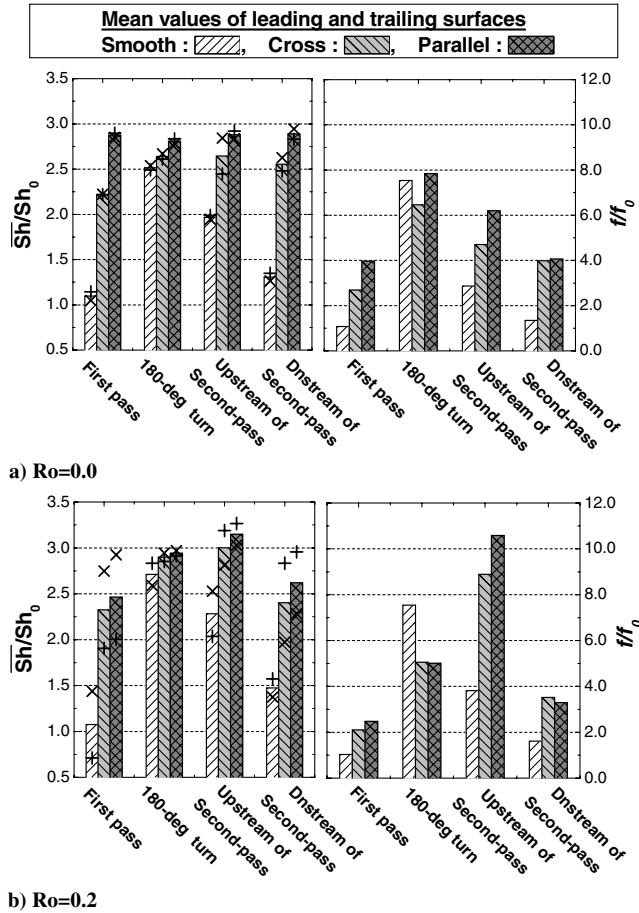 Mean values of leading and trailing surfaces
Smooth : , Cross : , Parallel :
3.5
3.0
2.5
2.0
1.5
1.0
0.5
Sh/Sh0
12.0
10.0
8.0
6.0
4.0
2.0
0.0
f/f0
First pass
180-deg turn
Upstream of
Second-pass
Dnstream of
Second-pass
First pass
180-deg turn
Upstream of
Second-pass
Dnstream of
Second-pass
a) Ro=0.0
3.5
3.0
2.5
2.0
1.5
1.0
0.5
Sh/Sh0
12.0
10.0
8.0
6.0
4.0
2.0
0.0
f/f0
First pass
180-deg turn
Upstream of
Second-pass
Dnstream of
Second-pass
First pass
180-deg turn
Upstream of
Second-pass
Dnstream of
Second-pass
b) Ro=0.2